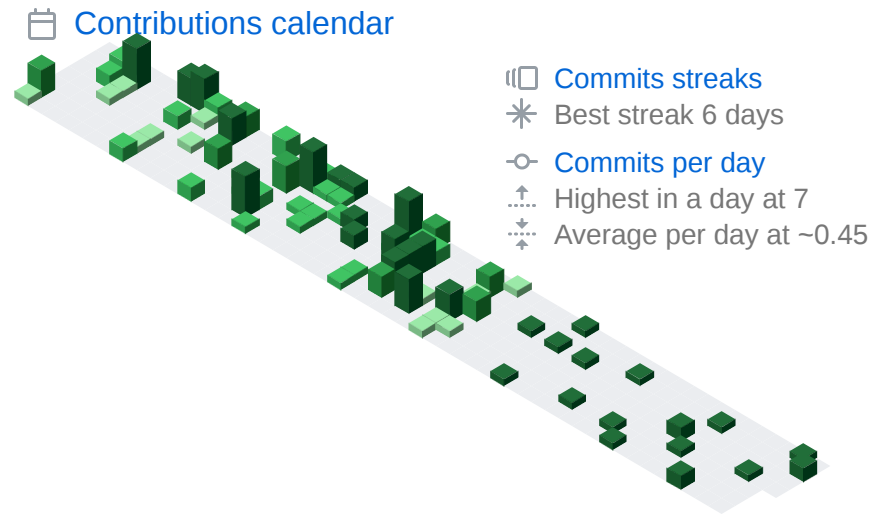 Contributions calendar
Commits streaks
Best streak 6 days
Commits per day
Highest in a day at 7
Average per day at ~0.45